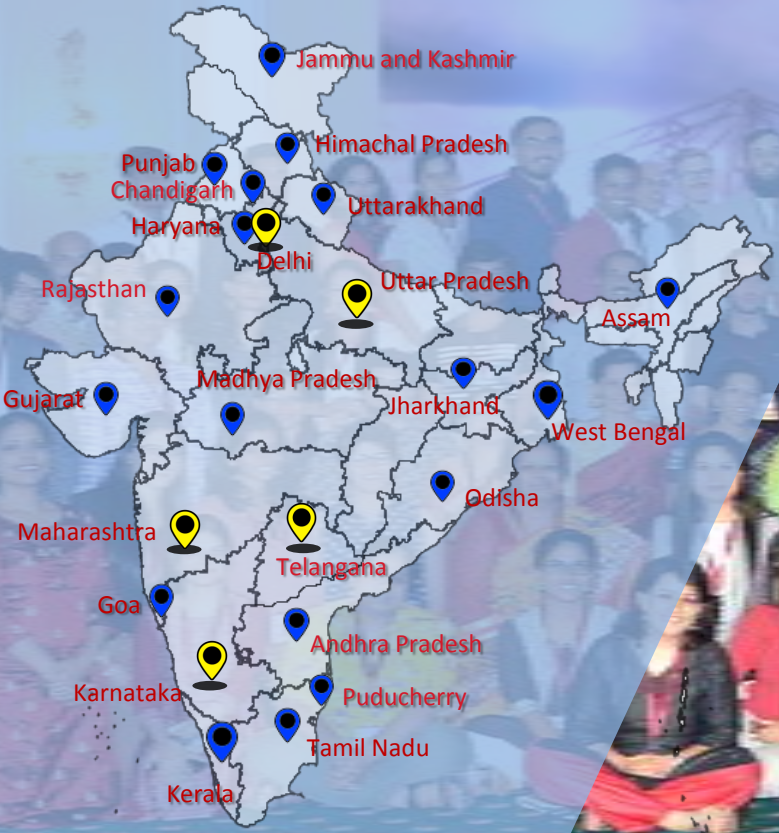 Jammu and Kashmir
Himachal Pradesh
Punjab
Chandigarh
Uttarakhand
Haryana
Delhi
Uttar Pradesh
Rajasthan
Assam
Madhya Pradesh
Gujarat
Jharkhand
West Bengal
Odisha
Maharashtra
Telangana
Goa
Andhra Pradesh
Karnataka
Puducherry
Tamil Nadu
Kerala